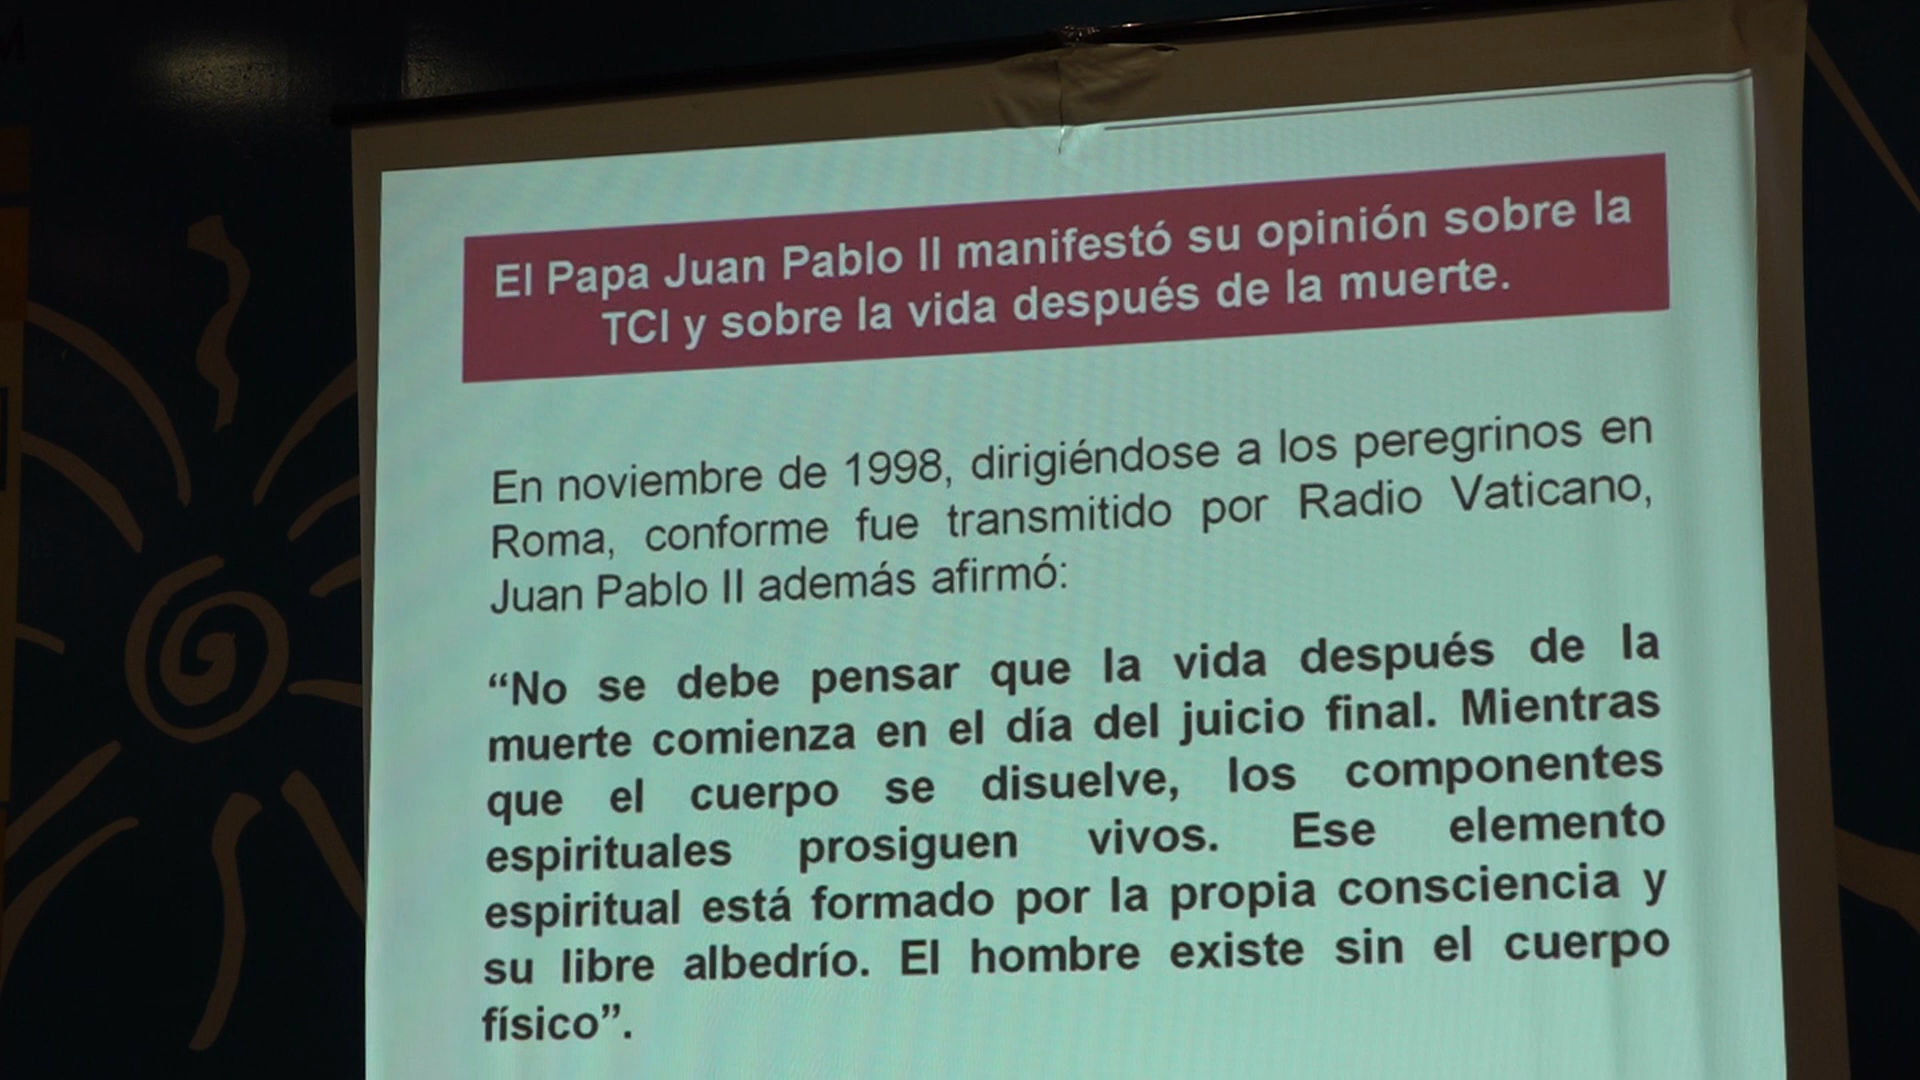 El Papa Juan Pablo II manifestó su opinión sobre la
TCI y sobre la vida después de la muerte.
En noviembre de 1998, dirigiéndose a los peregrinos en
Roma, conforme fue transmitido por Radio Vaticano,
Juan Pablo II además afirmó:
“No se debe pensar que la vida después de la
muerte comienza en el día del juicio final. Mientras
que el cuerpo se disuelve, los componentes
espirituales prosiguen vivos. Ese elemento
espiritual está formado por la propia consciencia y
su libre albedrío. El hombre existe sin el cuerpo
físico”.